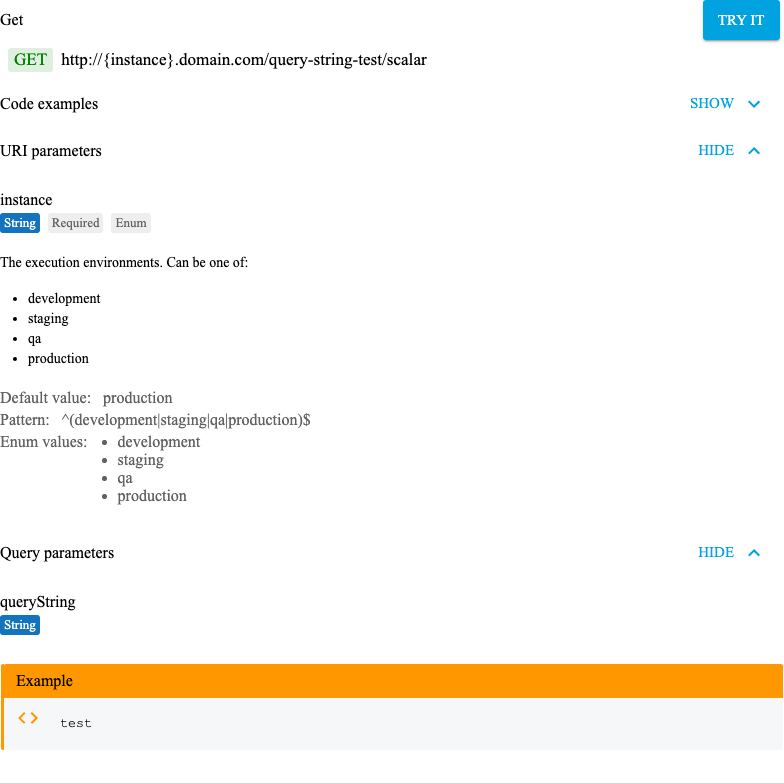 Get
TRY IT
GET http://{instance}.domain.com/query-string-test/scalar
Code examples SHOW
URI parameters HIDE
instance
String Required Enum
The execution environments. Can be one of:
• development
• staging
• qa
• production
Default value: production
Pattern: ^(development|staging|qa|production)$
Enum values: • development
• staging
• qa
• production
Query parameters HIDE
queryString
String
Example
test